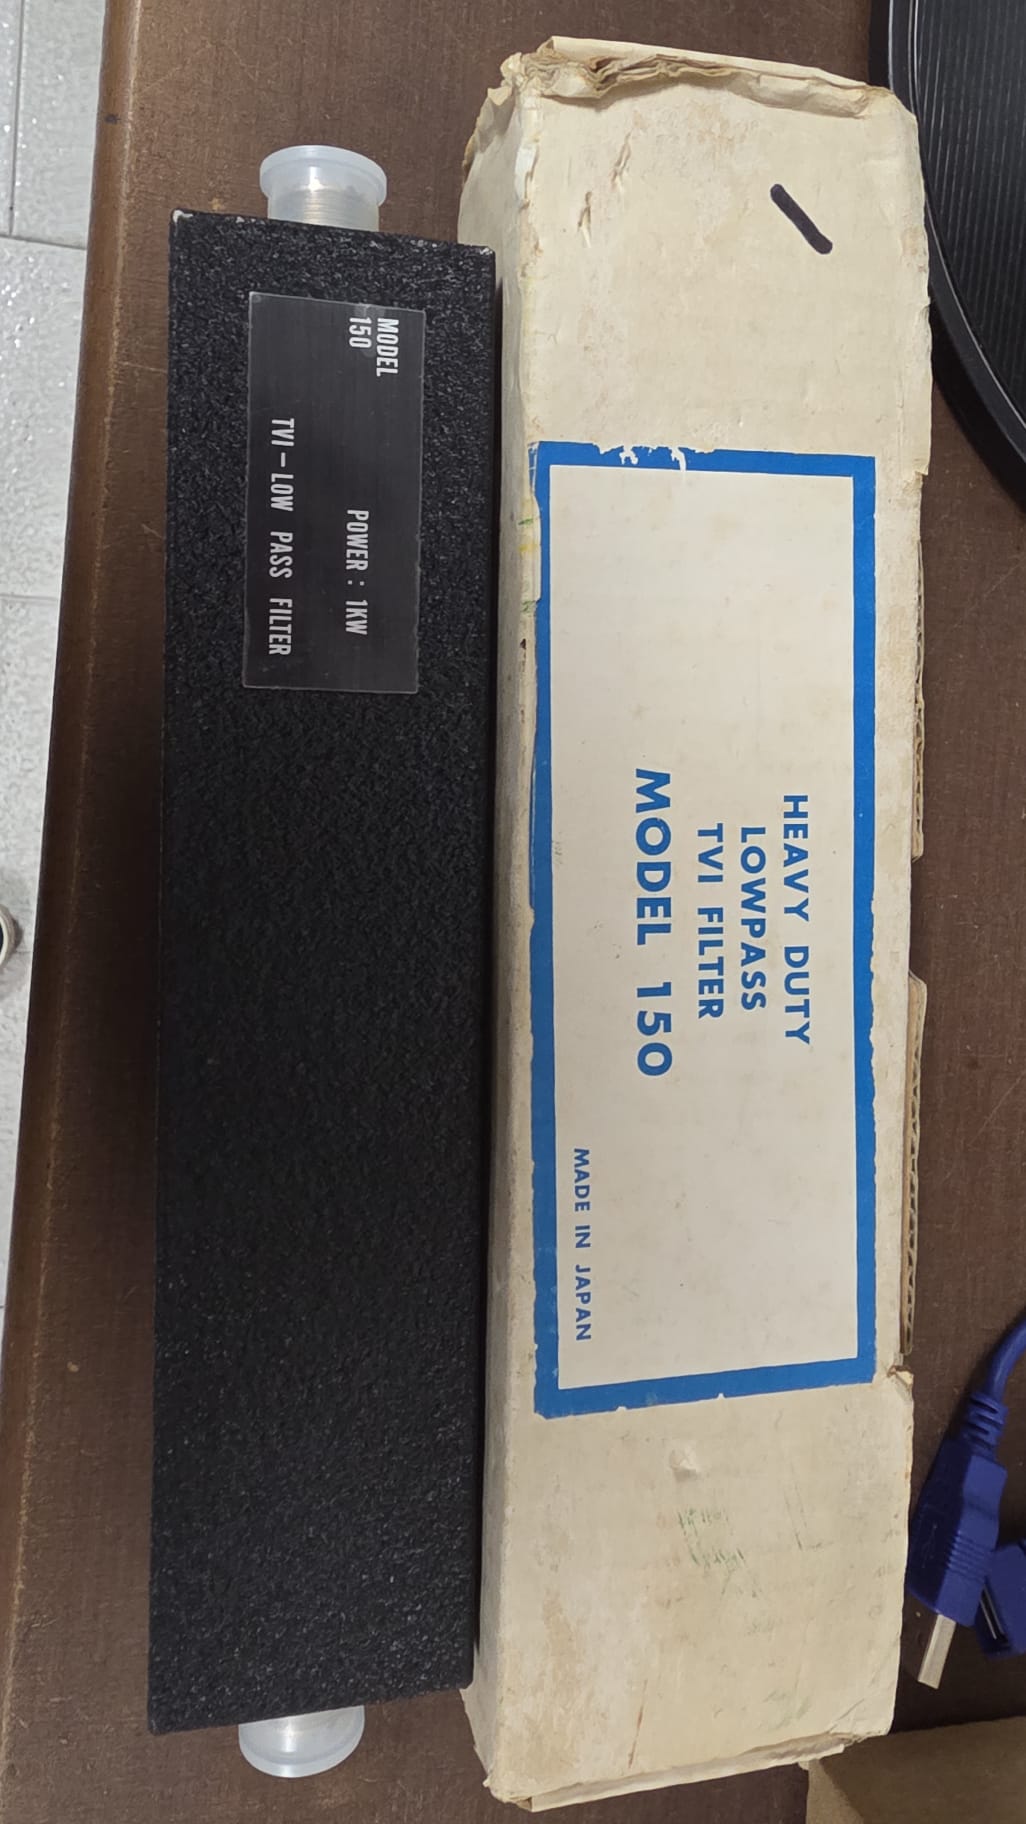 MODEL
150
POWER : 1KW
TVI-LOW PASS FILTER
HEAVY DUTY
LOWPASS
TVI FILTER
MODEL 150
MADE IN JAPAN